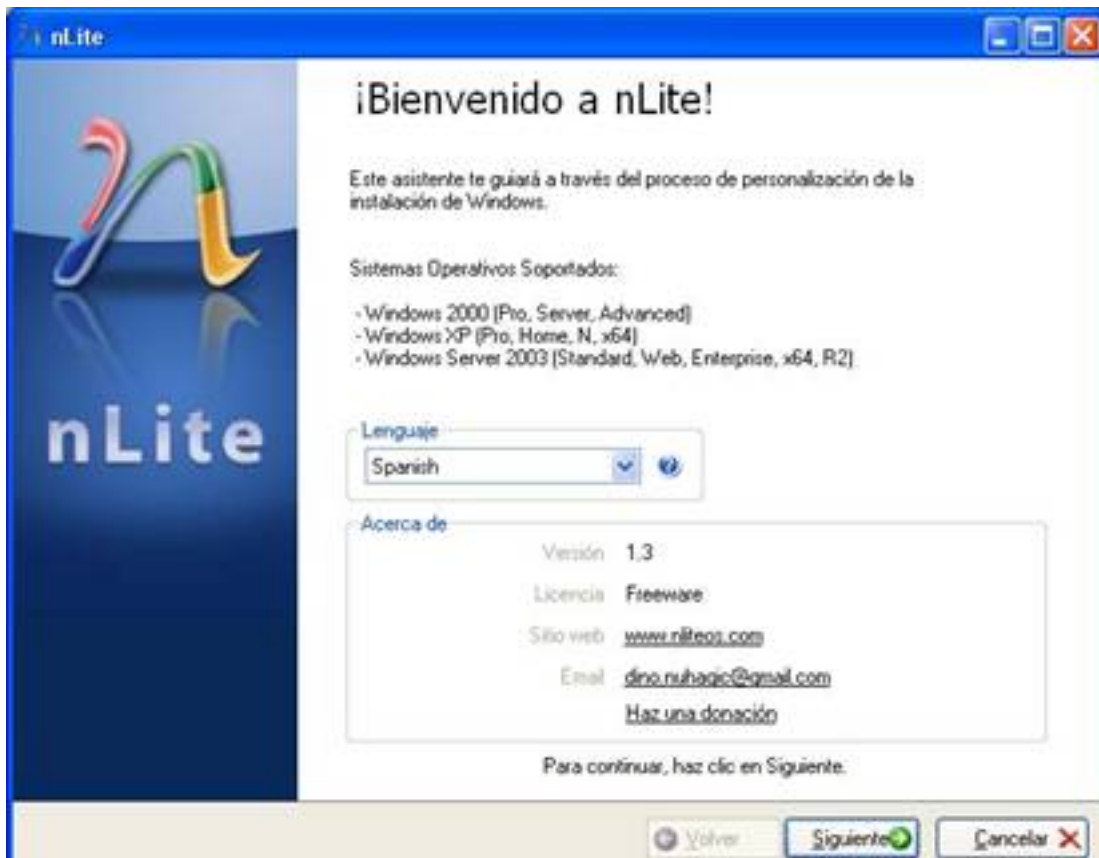 nLite
¡Bienvenido a nLite!
Este asistente te guiará a través del proceso de personalización de la
instalación de Windows.
Sistemas Operativos Soportados:
- Windows 2000 (Pro, Server, Advanced)
- Windows XP (Pro, Home, N, x64)
- Windows Server 2003 (Standard, Web, Enterprise, x64, R2)
nLite
Lenguaje
Spanish
Acerca de
Versión 1.3
Licencia Freeware
Sitio web www.nliteos.com
Email dino.nuhagic@gmail.com
Haz una donación
Para continuar, haz clic en Siguiente.
Volver Siguiente Cancelar